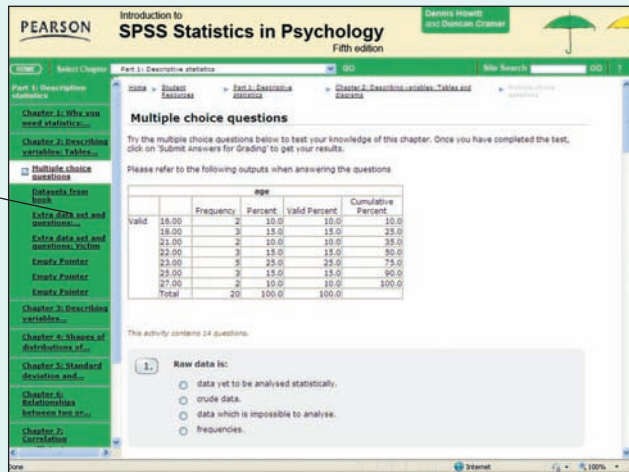 PEARSON
Introduction to
SPSS Statistics in Psychology
Fifth edition
Dennis Howitt
and Duncan Cramer
HOME
Select Chapter
Part 1: Descriptive statistics
GO
Site Search
GO
?
Part 1: Descriptive
statistics
Chapter 1: Why you
need statistics:...
Chapter 2: Describing
variables: Tables...
Multiple choice
questions
Datasets from
book
Extra data set and
questions:...
Extra data set and
questions: Victim
Empty Pointer
Empty Pointer
Empty Pointer
Chapter 3: Describing
variables...
Chapter 4: Shapes of
distributions of...
Chapter 5: Standard
deviation and...
Chapter 6:
Relationships
between two or...
Chapter 7:
Correlation
Home
Student
Resources
Part 1: Descriptive
statistics
Chapter 2: Describing variables: Tables and
diagrams
Multiple choice
questions
Multiple choice questions
Try the multiple choice questions below to test your knowledge of this chapter. Once you have completed the test,
click on 'Submit Answers for Grading' to get your results.
Please refer to the following outputs when answering the questions
age
Frequency Percent Valid Percent Cumulative Percent
Valid 16.00 2 10.0 10.0 10.0
18.00 3 15.0 15.0 25.0
21.00 2 10.0 10.0 35.0
22.00 3 15.0 15.0 50.0
23.00 5 25.0 25.0 75.0
25.00 3 15.0 15.0 90.0
27.00 2 10.0 10.0 100.0
Total 20 100.0 100.0
This activity contains 14 questions.
1. Raw data is:
data yet to be analysed statistically.
crude data.
data which is impossible to analyse.
frequencies.
Done
Internet
100%